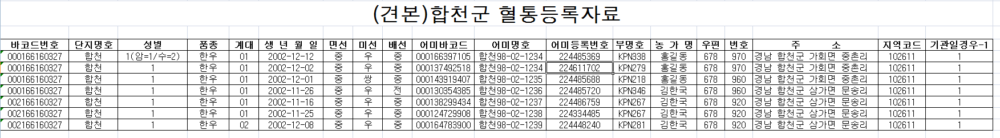 (견본)합천군 혈통등록자료
바코드번호 단지명호 성별 품종 계대 생 년 월 일 면선 미선 배선 어미바코드 어미명호 어미등록번호 부명호 농 가 명 우편 번호 주 소 지역코드 기관일경우-1
000166160327 합천 1(암=1/수=2) 한우 01 2002-12-12 중 우 중 000166397105 합천98-02-1234 224485369 KPN338 홍길동 678 970 경남 합천군 가회면 중촌리 102611 1
000166160327 합천 1 한우 01 2002-12-02 중 우 중 000137492518 합천98-02-1234 224611702 KPN279 홍길동 678 970 경남 합천군 가회면 중촌리 102611 1
000166160327 합천 1 한우 01 2002-12-01 중 쌍 중 000143919407 합천98-02-1235 224485688 KPN218 홍길동 678 960 경남 합천군 가회면 중촌리 102611 1
000166160327 합천 1 한우 01 2002-11-26 중 우 전 000130354385 합천98-02-1236 224485720 KPN346 김한국 678 960 경남 합천군 삼가면 문송리 102611 1
002166160327 합천 1 한우 01 2002-11-16 중 우 중 000138299434 합천98-02-1237 224486759 KPN267 김한국 678 920 경남 합천군 삼가면 문송리 102611 1
002166160327 합천 1 한우 01 2002-11-25 중 우 중 000124729908 합천98-02-1238 224334485 KPN267 김한국 678 920 경남 합천군 삼가면 문송리 102611 1
002166160327 합천 1 한우 02 2002-12-08 중 우 중 000164783900 합천98-02-1239 224448240 KPN281 김한국 678 920 경남 합천군 삼가면 문송리 102611 1